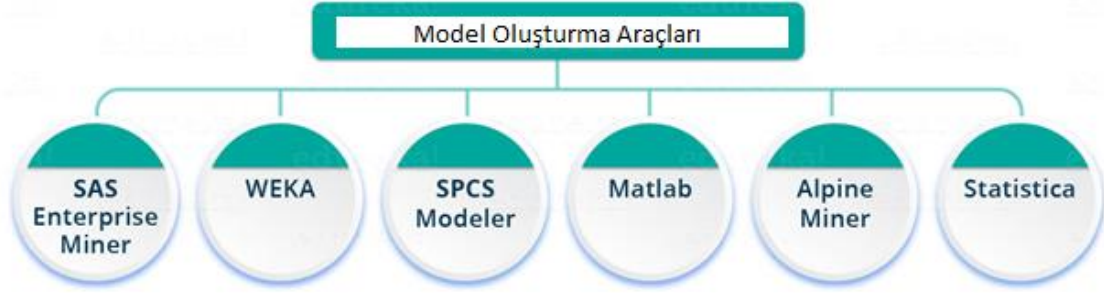 Model Oluşturma Araçları
SAS
Enterprise
Miner
WEKA
SPCS
Modeler
Matlab
Alpine
Miner
Statistica